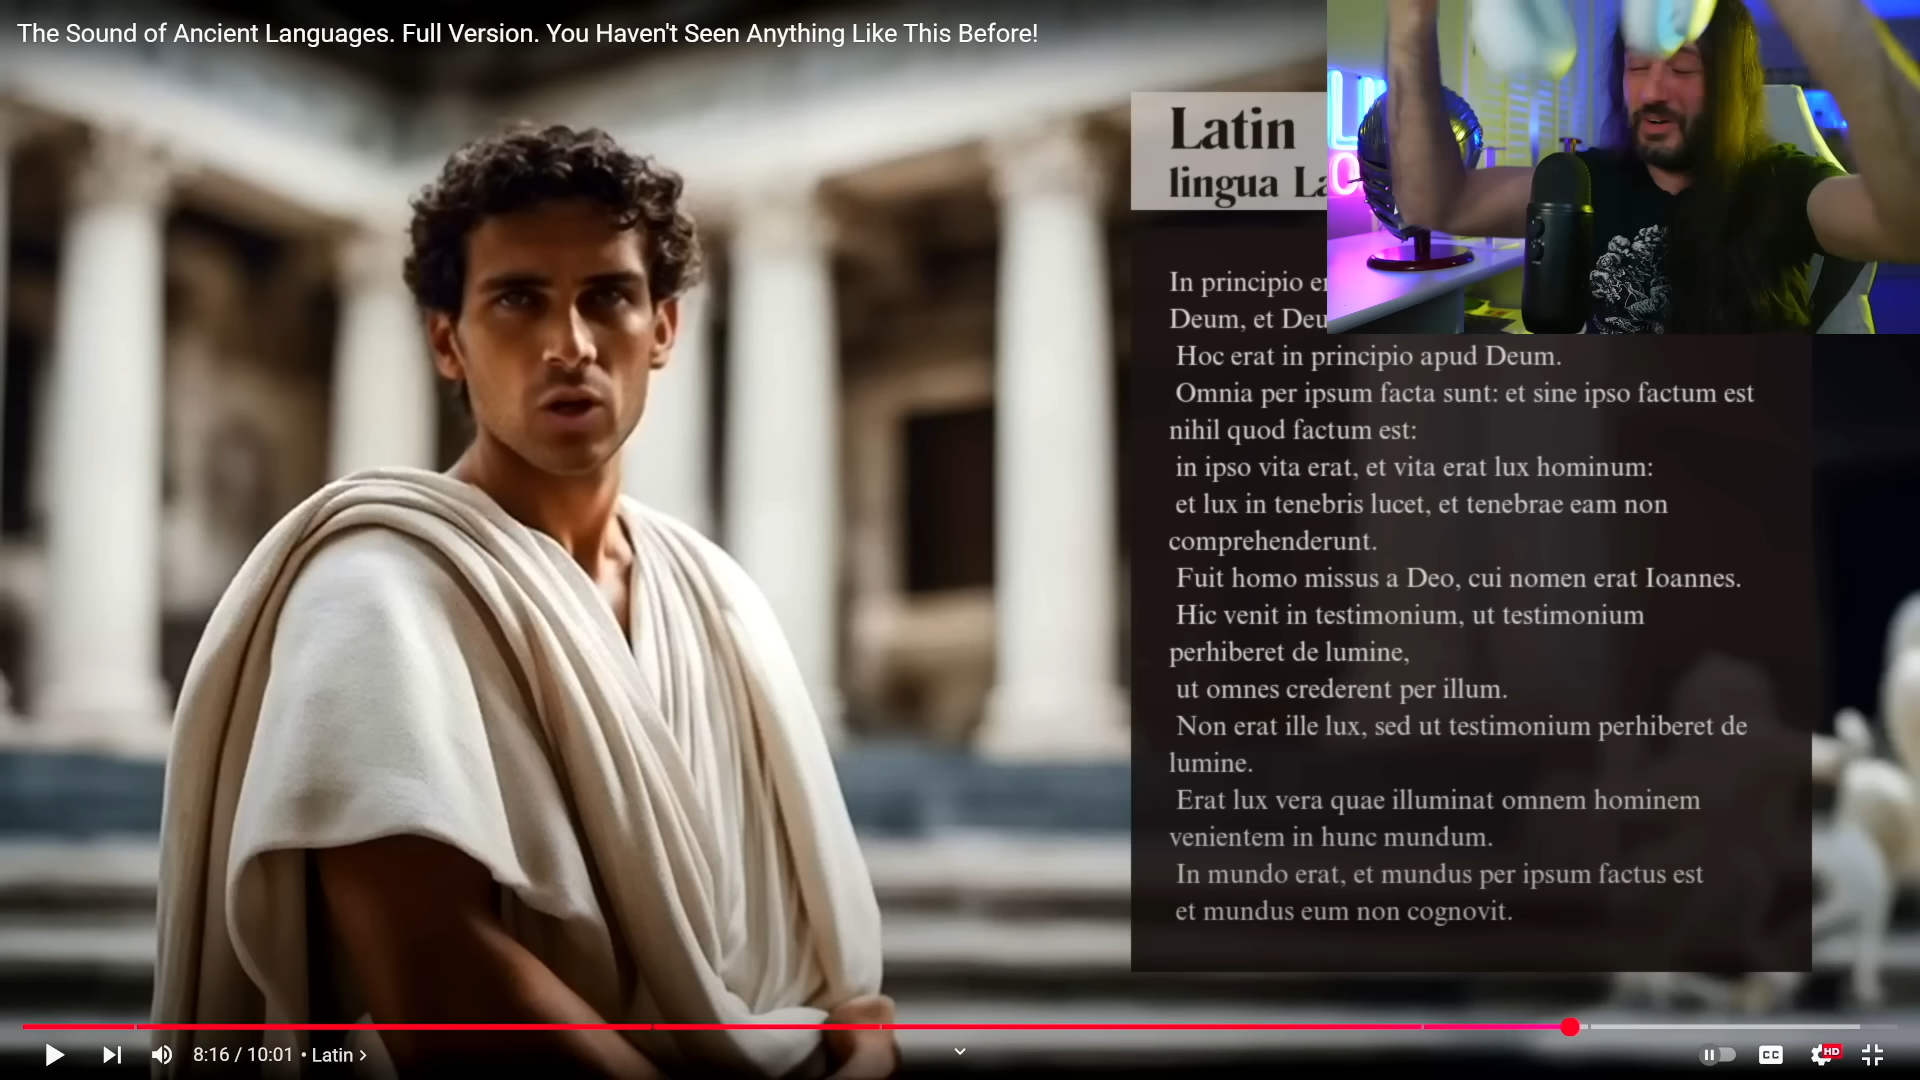 The Sound of Ancient Languages. Full Version. You Haven't Seen Anything Like This Before!
Latin
lingua
In principio
Deum, et
Hoc erat in principio apud Deum.
Omnia per ipsum facta sunt: et sine ipso factum est
nihil quod factum est:
in ipso vita erat, et vita erat lux hominum:
et lux in tenebris lucet, et tenebrae eam non
comprehenderunt.
Fuit homo missus a Deo, cui nomen erat Ioannes.
Hic venit in testimonium, ut testimonium
perhiberet de lumine,
ut omnes crederent per illum.
Non erat ille lux, sed ut testimonium perhiberet de
lumine.
Erat lux vera quae illuminat omnem hominem
venientem in hunc mundum.
In mundo erat, et mundus per ipsum factus est
et mundus eum non cognovit.
8:16 / 10:01 • Latin
CC
HD